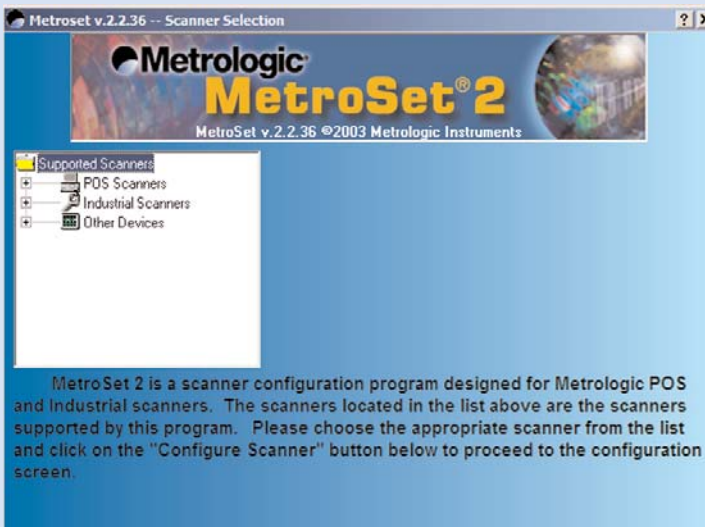 Metroset v.2.2.36 -- Scanner Selection
Metrologic
MetroSet® 2
MetroSet v.2.2.36 ©2003 Metrologic Instruments
Supported Scanners
POS Scanners
Industrial Scanners
Other Devices
MetroSet 2 is a scanner configuration program designed for Metrologic POS
and Industrial scanners. The scanners located in the list above are the scanners
supported by this program. Please choose the appropriate scanner from the list
and click on the "Configure Scanner" button below to proceed to the configuration
screen.